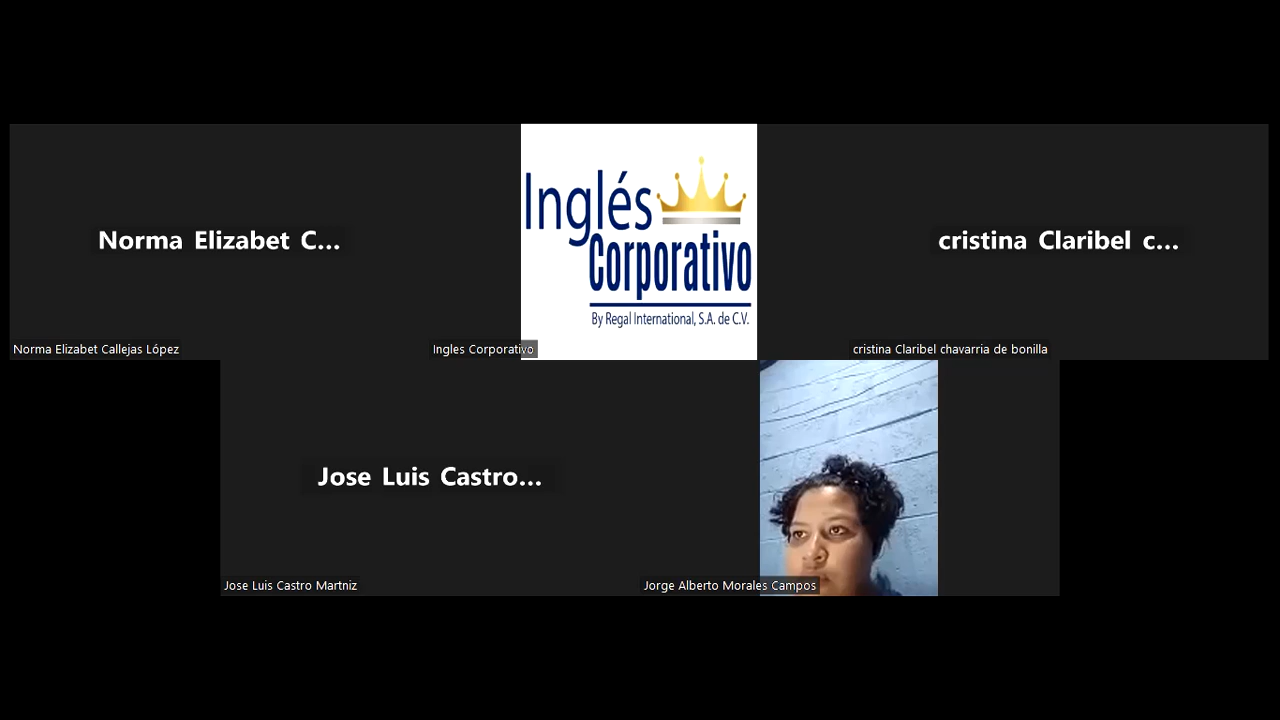 Norma Elizabet C...
Norma Elizabet Callejas López
Inglés
Corporativo
By Regal International, S.A. de C.V.
Ingles Corporativo
cristina Claribel c...
cristina Claribel chavarria de bonilla
Jose Luis Castro...
Jose Luis Castro Martniz
Jorge Alberto Morales Campos